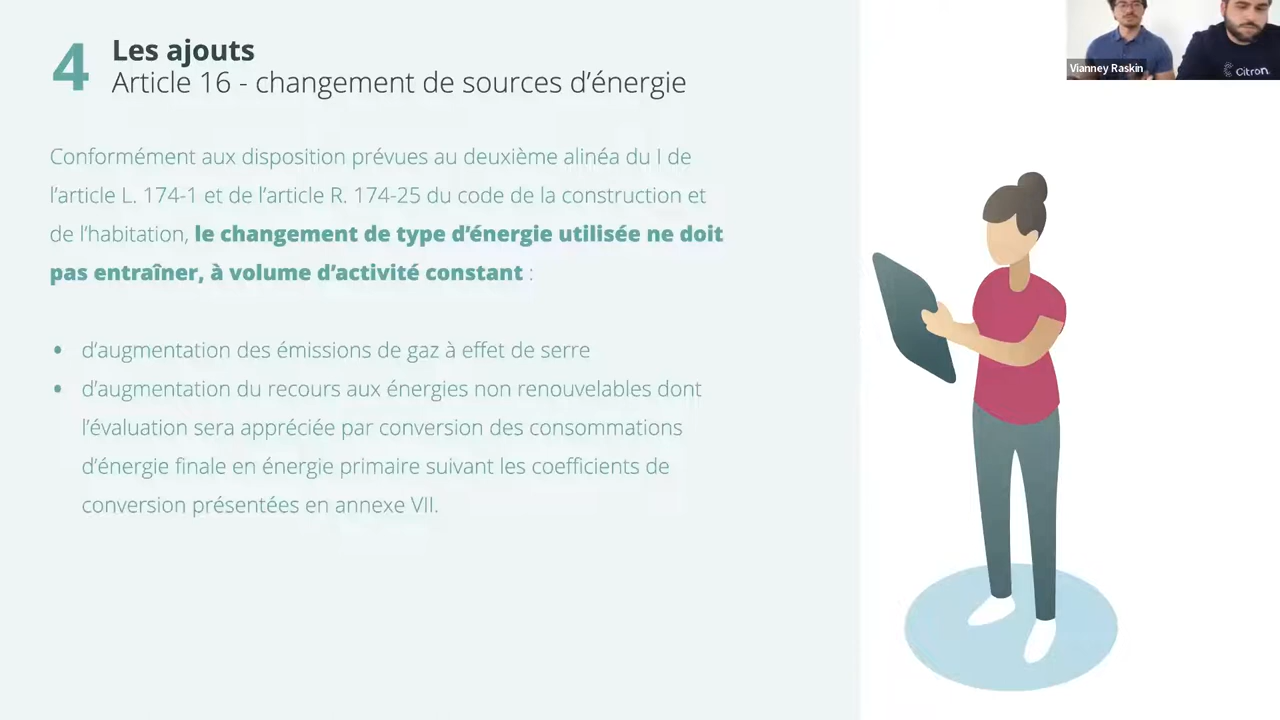 4
Les ajouts
Article 16 - changement de sources d’énergie
Conformément aux disposition prévues au deuxième alinéa du I de
l’article L. 174-1 et de l’article R. 174-25 du code de la construction et
de l’habitation, le changement de type d’énergie utilisée ne doit
pas entraîner, à volume d’activité constant :
• d’augmentation des émissions de gaz à effet de serre
• d’augmentation du recours aux énergies non renouvelables dont
l’évaluation sera appréciée par conversion des consommations
d’énergie finale en énergie primaire suivant les coefficients de
conversion présentées en annexe VII.
Vianney Raskin
Citron